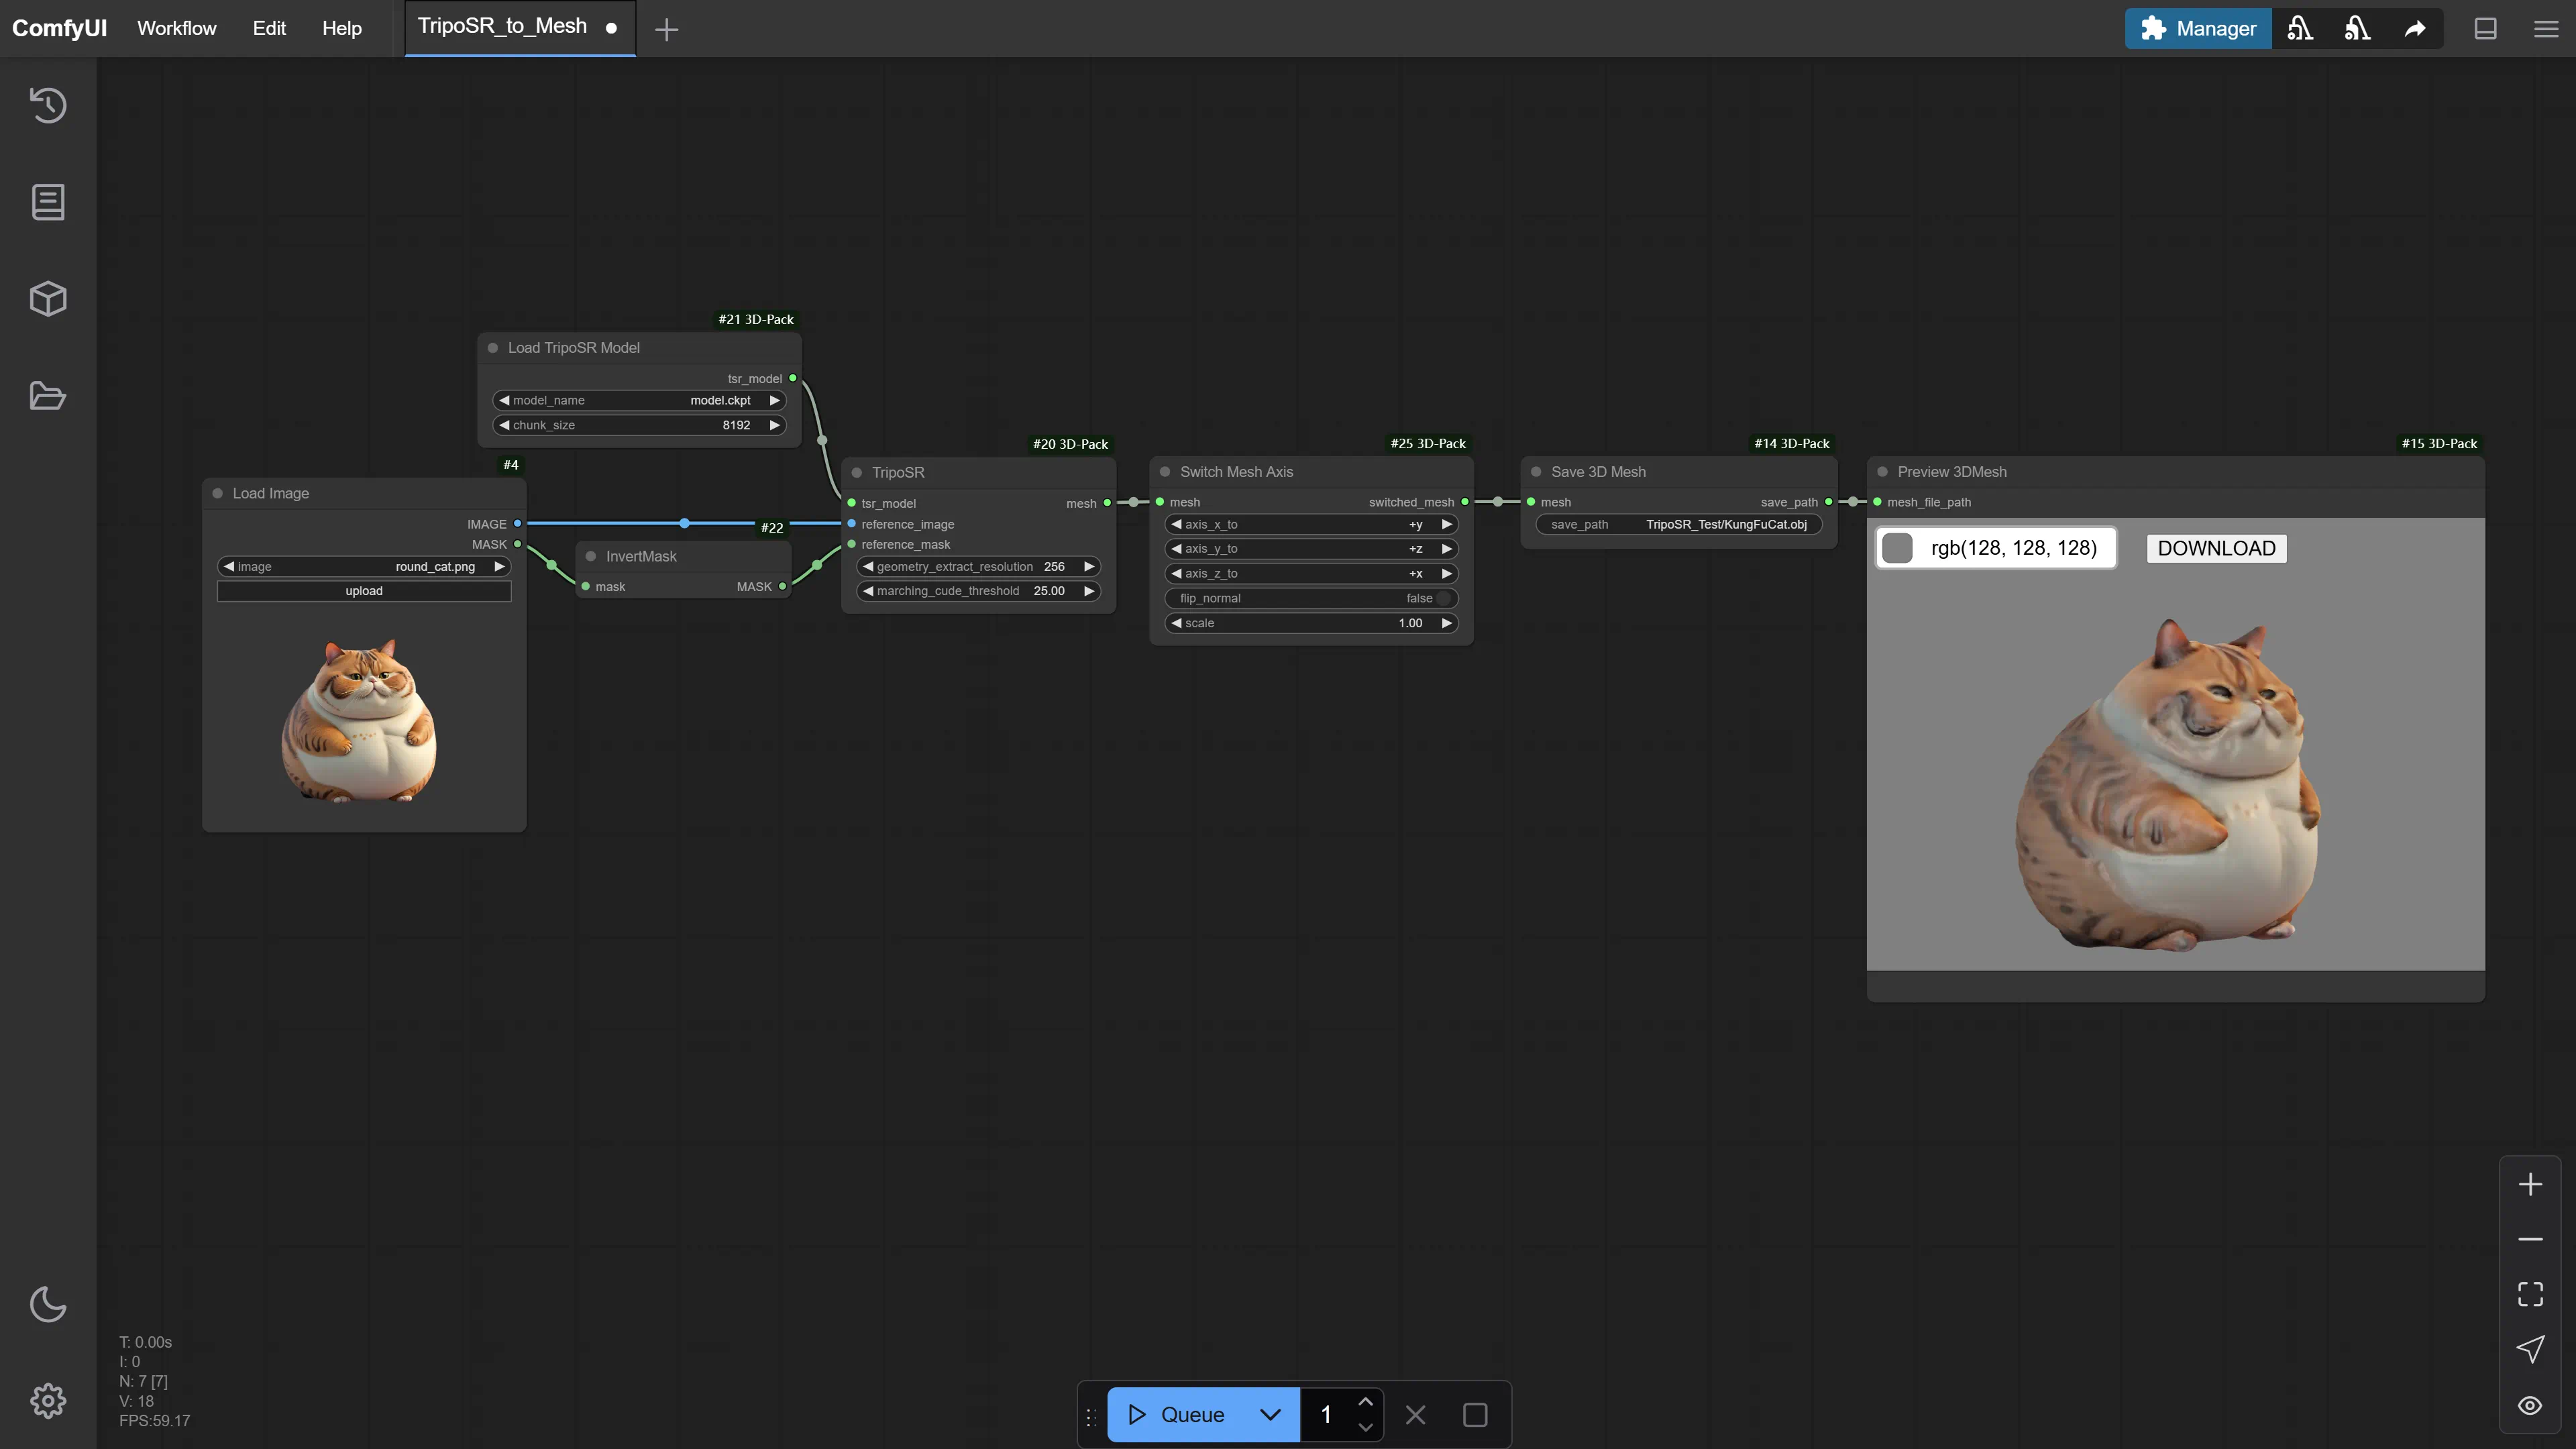 ComfyUI Workflow Edit Help TripoSR_to_Mesh Manager
#21 3D-Pack
Load TripoSR Model
tsr_model
model_name model.ckpt
chunk_size 8192
#4
Load Image
IMAGE
MASK
image round_cat.png
upload
#22
InvertMask
mask MASK
#20 3D-Pack
TripoSR
tsr_model mesh
reference_image
reference_mask
geometry_extract_resolution 256
marching_cude_threshold 25.00
#25 3D-Pack
Switch Mesh Axis
mesh switched_mesh
axis_x_to +y
axis_y_to +z
axis_z_to +x
flip_normal false
scale 1.00
#14 3D-Pack
Save 3D Mesh
mesh save_path
save_path TripoSR_Test/KungFuCat.obj
#15 3D-Pack
Preview 3DMesh
mesh_file_path
rgb(128, 128, 128) DOWNLOAD
T: 0.00s
I: 0
N: 7 [7]
V: 18
FPS:59.17
Queue 1